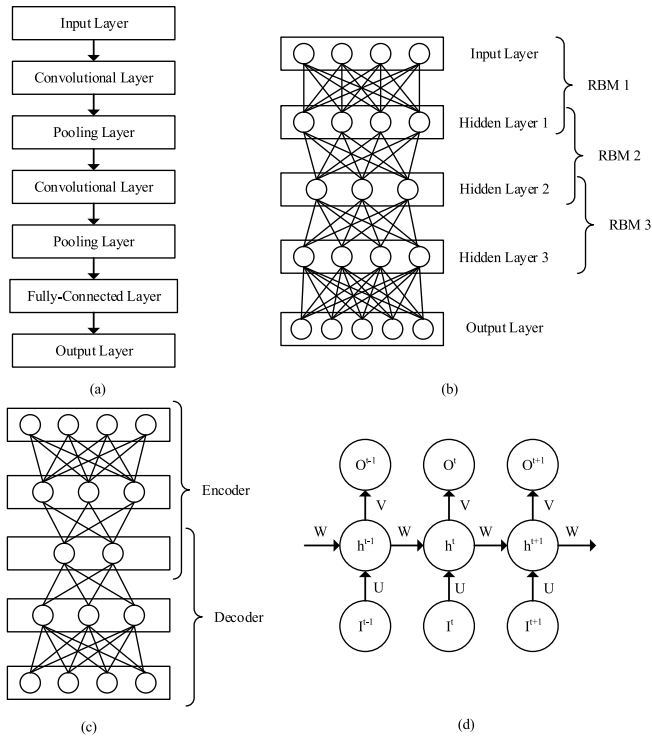 Input Layer
Convolutional Layer
Pooling Layer
Convolutional Layer
Pooling Layer
Fully-Connected Layer
Output Layer
(a)
Input Layer
Hidden Layer 1
Hidden Layer 2
Hidden Layer 3
Output Layer
RBM 1
RBM 2
RBM 3
(b)
Encoder
Decoder
(c)
O^t-1 O^t O^t+1
V V V
W W W W
h^t-1 h^t h^t+1
U U U
I^t-1 I^t I^t+1
(d)